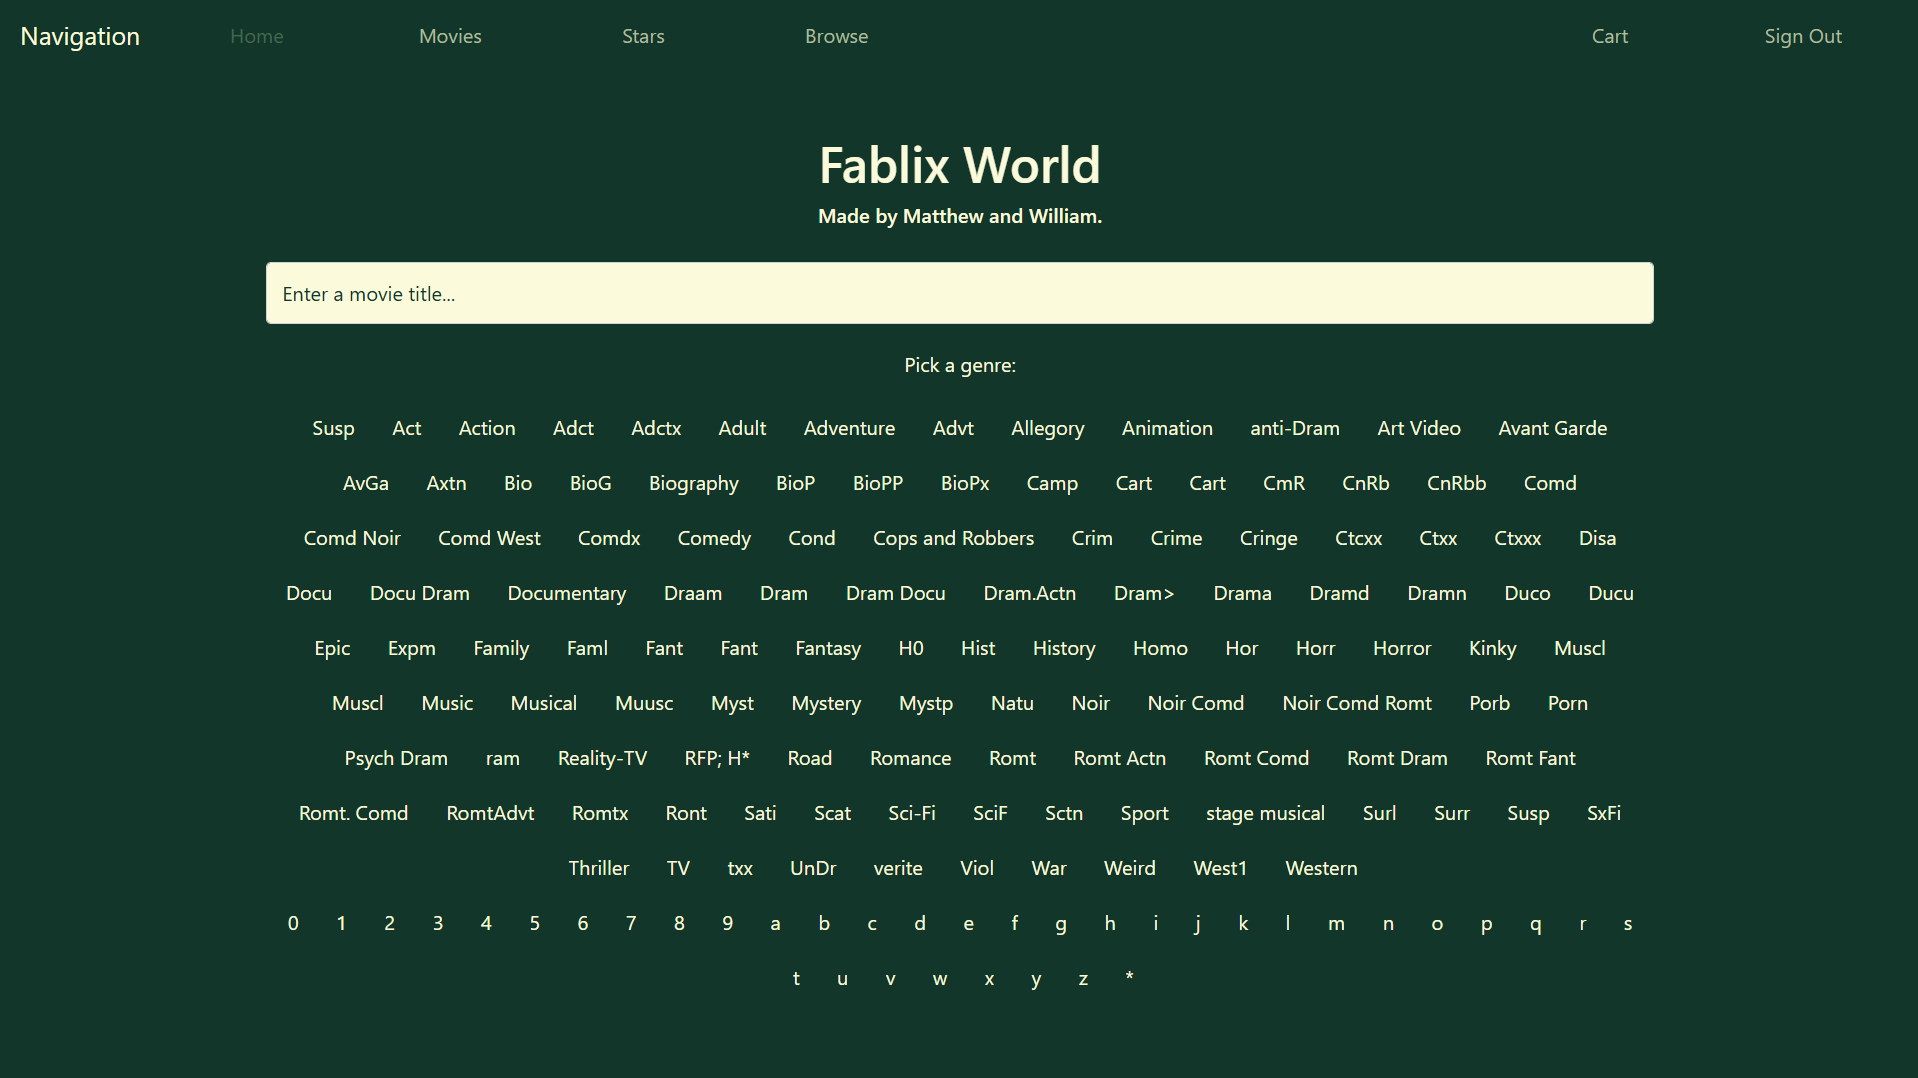 Navigation Home Movies Stars Browse Cart Sign Out
Fablix World
Made by Matthew and William.
Enter a movie title...
Pick a genre:
Susp Act Action Adct Adctx Adult Adventure Advt Allegory Animation anti-Dram Art Video Avant Garde
AvGa Axtn Bio BioG Biography BioP BioPP BioPx Camp Cart Cart CmR CnRb CnRbb Comd
Comd Noir Comd West Comdx Comedy Cond Cops and Robbers Crim Crime Cringe Ctcxx Ctxx Ctxxx Disa
Docu Docu Dram Documentary Draam Dram Dram Docu Dram.Actn Dram> Drama Dramd Dramn Duco Ducu
Epic Expm Family Faml Fant Fant Fantasy H0 Hist History Homo Hor Horr Horror Kinky Muscl
Muscl Music Musical Muusc Myst Mystery Mystp Natu Noir Noir Comd Noir Comd Romt Porb Porn
Psych Dram ram Reality-TV RFP; H* Road Romance Romt Romt Actn Romt Comd Romt Dram Romt Fant
Romt. Comd RomtAdvt Romtx Ront Sati Scat Sci-Fi SciF Sctn Sport stage musical Surl Surr Susp SxFi
Thriller TV txx UnDr verite Viol War Weird West1 Western
0 1 2 3 4 5 6 7 8 9 a b c d e f g h i j k l m n o p q r s
t u v w x y z *